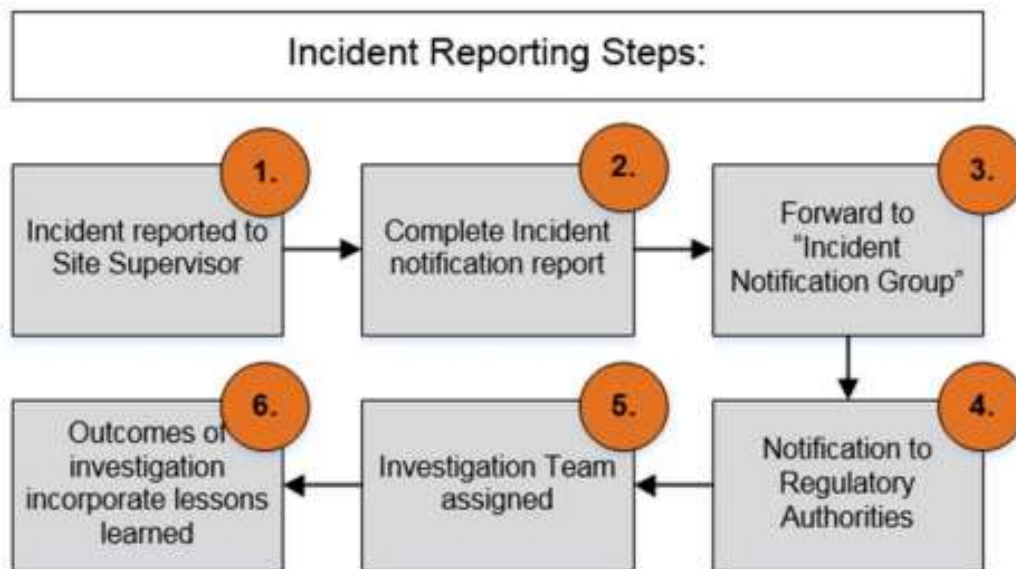 Incident Reporting Steps:
1.
Incident reported to
Site Supervisor
2.
Complete Incident
notification report
3.
Forward to
"Incident
Notification Group"
4.
Notification to
Regulatory
Authorities
5.
Investigation Team
assigned
6.
Outcomes of
investigation
incorporate lessons
learned